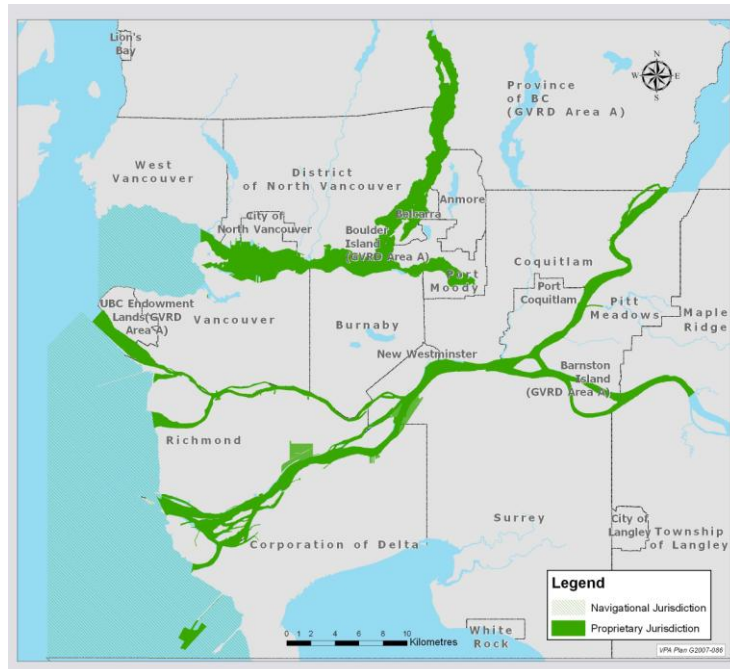 Lion's
Bay
N
W E
S
Province
of BC
(GVRD Area A)
West
Vancouver
District
of North Vancouver
City of
North Vancouver
Anmore
Belcarra
Boulder
Island
(GVRD Area A)
Port
Moody
Coquitlam
Port
Coquitlam
UBC Endowment
Lands(GVRD
Area A)
Vancouver
Burnaby
Pitt
Meadows
Maple
Ridge
New Westminster
Barnston
Island
(GVRD Area A)
Richmond
Surrey
City of
Langley
Township
of Langley
Corporation of Delta
Legend
Navigational Jurisdiction
Proprietary Jurisdiction
0 1 2 4 6 8 10
Kilometres
White
Rock
VPA Plan G2007-086